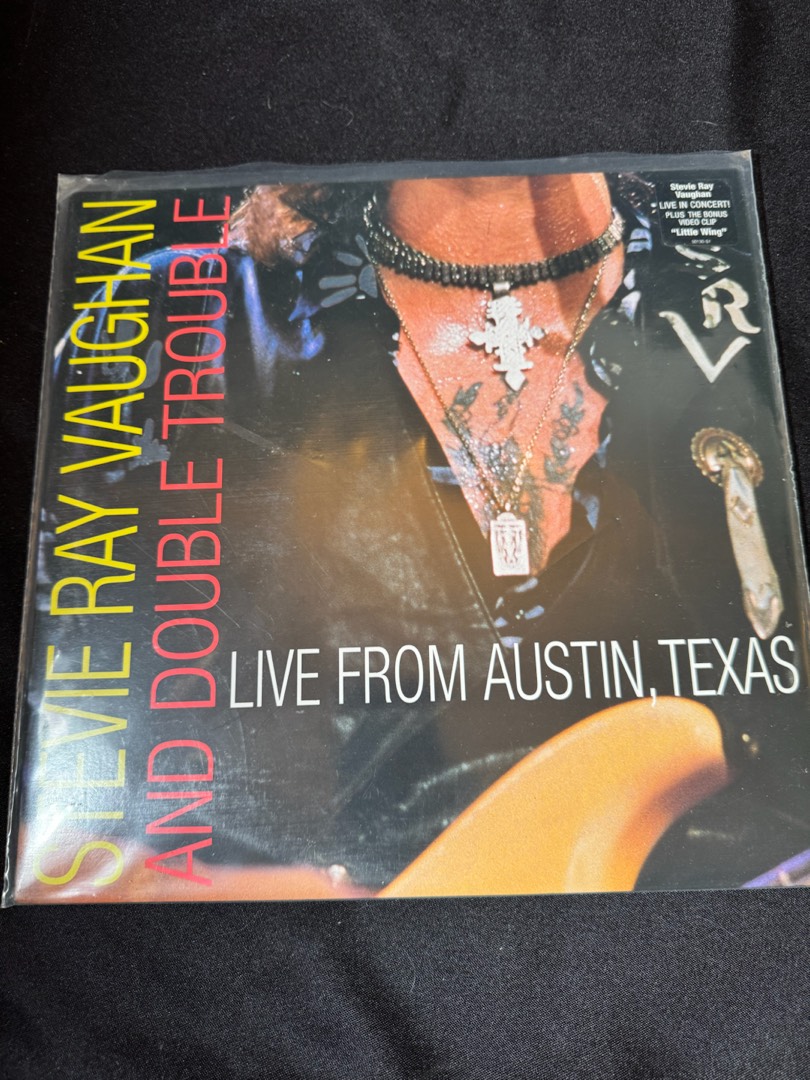 STEVIE RAY VAUGHAN
AND DOUBLE TROUBLE
LIVE FROM AUSTIN, TEXAS
Stevie Ray
Vaughan
LIVE IN CONCERT!
PLUS THE BONUS
VIDEO CLIP
"Little Wing"
SRV